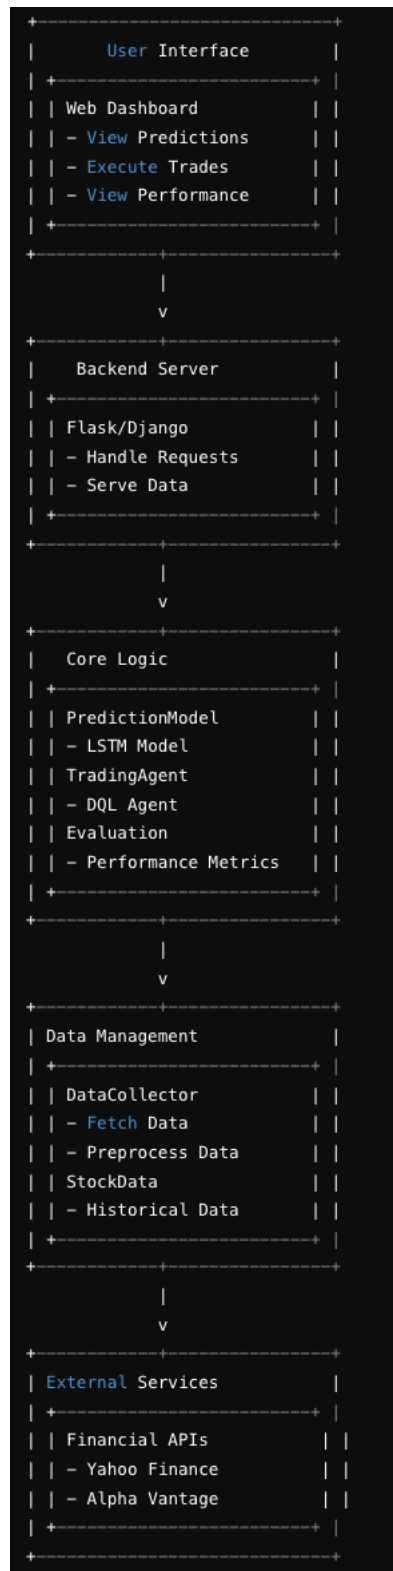 +-----------------------------+
|       User Interface        |
| +-------------------------+ |
| | Web Dashboard           | |
| | – View Predictions      | |
| | – Execute Trades        | |
| | – View Performance      | |
| +-------------------------+ |
+------------+----------------+
             |
             v
+------------+----------------+
|    Backend Server           |
| +-------------------------+ |
| | Flask/Django            | |
| | – Handle Requests       | |
| | – Serve Data            | |
| +-------------------------+ |
+------------+----------------+
             |
             v
+------------+----------------+
|   Core Logic                |
| +-------------------------+ |
| | PredictionModel         | |
| | – LSTM Model            | |
| | TradingAgent            | |
| | – DQL Agent             | |
| | Evaluation              | |
| | – Performance Metrics   | |
| +-------------------------+ |
+------------+----------------+
             |
             v
+------------+----------------+
| Data Management             |
| +-------------------------+ |
| | DataCollector           | |
| | – Fetch Data            | |
| | – Preprocess Data       | |
| | StockData               | |
| | – Historical Data       | |
| +-------------------------+ |
+------------+----------------+
             |
             v
+------------+----------------+
| External Services           |
| +-------------------------+ |
| | Financial APIs           | |
| | – Yahoo Finance          | |
| | – Alpha Vantage          | |
| +-------------------------+ |
+-----------------------------+